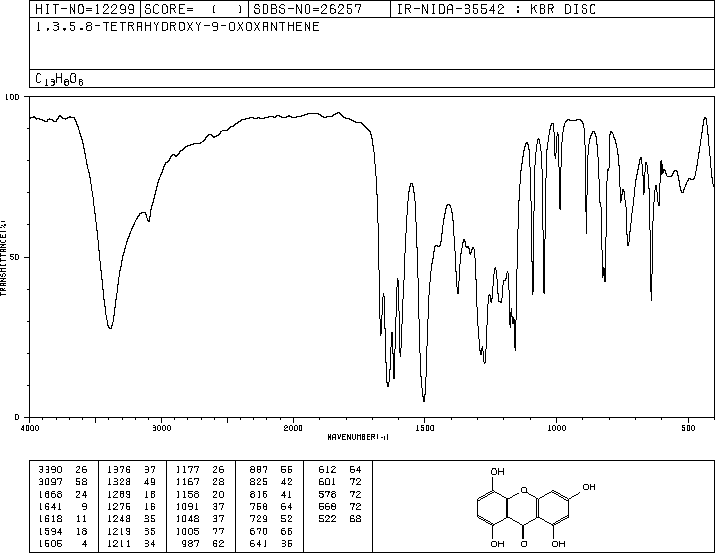 HIT-NO=12299 SCORE= ( ) SDBS-NO=26257 IR-NIDA-35542 : KBR DISC
1,3,5,8-TETRAHYDROXY-9-OXOXANTHENE
C13H8O6
100
50
0
TRANSMITTANCE(%)
4000 3000 2000 1500 1000 500
WAVENUMBER(-1)
3390 26 1376 37 1177 26 887 55 612 64
3097 58 1328 49 1167 28 825 42 601 72
1668 24 1289 18 1158 20 816 41 578 72
1641 9 1275 16 1091 37 758 64 568 72
1618 11 1248 35 1048 37 729 52 522 68
1594 18 1219 35 1005 77 670 66
1505 4 1211 34 987 62 641 35
OH
O OH
OH O OH